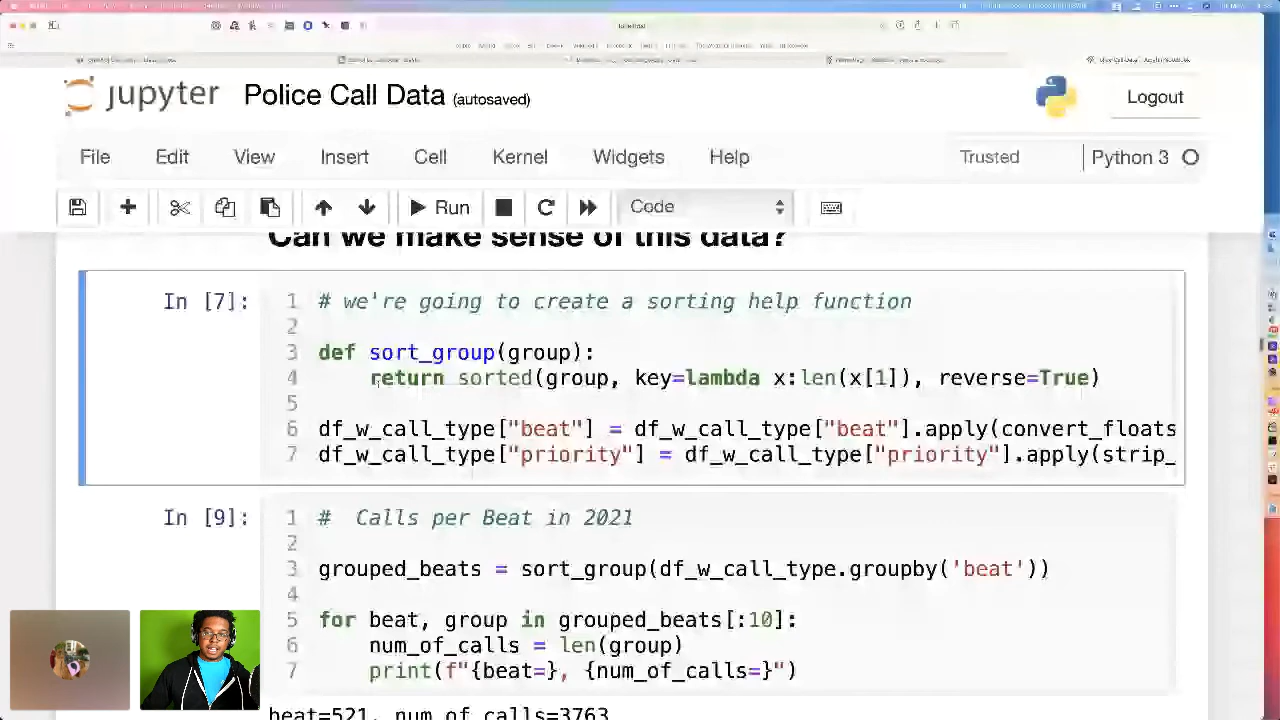 jupyter Police Call Data (autosaved)
Logout
File Edit View Insert Cell Kernel Widgets Help
Trusted Python 3
Run Code
Can we make sense of this data?
In [7]: 1 # we're going to create a sorting help function
2
3 def sort_group(group):
4 return sorted(group, key=lambda x:len(x[1]), reverse=True)
5
6 df_w_call_type["beat"] = df_w_call_type["beat"].apply(convert_floats
7 df_w_call_type["priority"] = df_w_call_type["priority"].apply(strip_
In [9]: 1 # Calls per Beat in 2021
2
3 grouped_beats = sort_group(df_w_call_type.groupby('beat'))
4
5 for beat, group in grouped_beats[:10]:
6 num_of_calls = len(group)
7 print(f"{beat=}, {num_of_calls=}")
beat=521, num_of_calls=3763